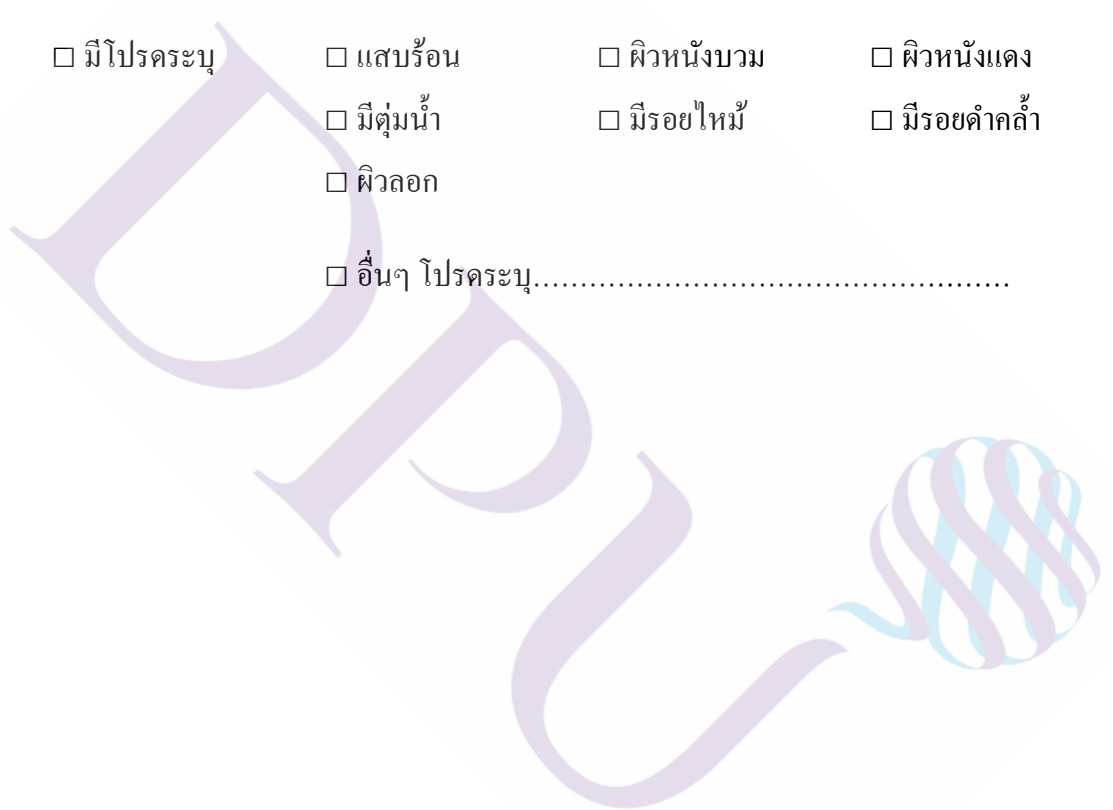 ☐ มีโปรดระบุ ☐ แสบร้อน ☐ ผิวหนังบวม ☐ ผิวหนังแดง
☐ มีตุ่มน้ำ ☐ มีรอยไหม้ ☐ มีรอยดำคล้ำ
☐ ผิวลอก
☐ อื่นๆ โปรดระบุ...................................................
DPU